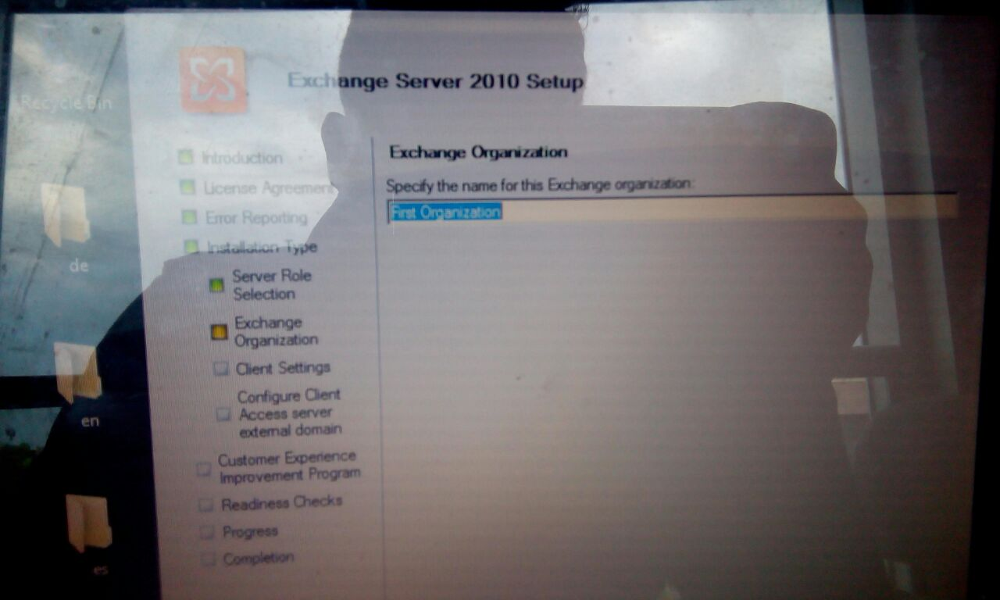 Exchange Server 2010 Setup
Recycle Bin
de
en
es
Introduction
License Agreement
Error Reporting
Installation Type
Server Role
Selection
Exchange
Organization
Client Settings
Configure Client
Access server
external domain
Customer Experience
Improvement Program
Readiness Checks
Progress
Completion
Exchange Organization
Specify the name for this Exchange organization:
First Organization